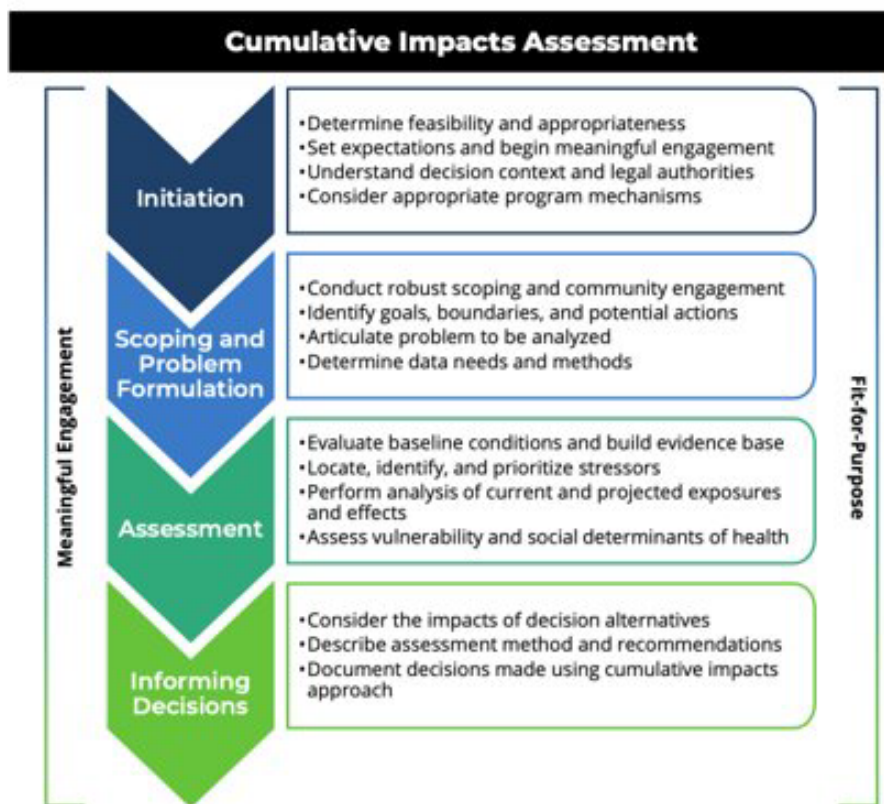 Cumulative Impacts Assessment
Meaningful Engagement
Initiation
•Determine feasibility and appropriateness
•Set expectations and begin meaningful engagement
•Understand decision context and legal authorities
•Consider appropriate program mechanisms
Scoping and
Problem
Formulation
•Conduct robust scoping and community engagement
•Identify goals, boundaries, and potential actions
•Articulate problem to be analyzed
•Determine data needs and methods
Assessment
•Evaluate baseline conditions and build evidence base
•Locate, identify, and prioritize stressors
•Perform analysis of current and projected exposures
and effects
•Assess vulnerability and social determinants of health
Informing
Decisions
•Consider the impacts of decision alternatives
•Describe assessment method and recommendations
•Document decisions made using cumulative impacts
approach
Fit-for-Purpose